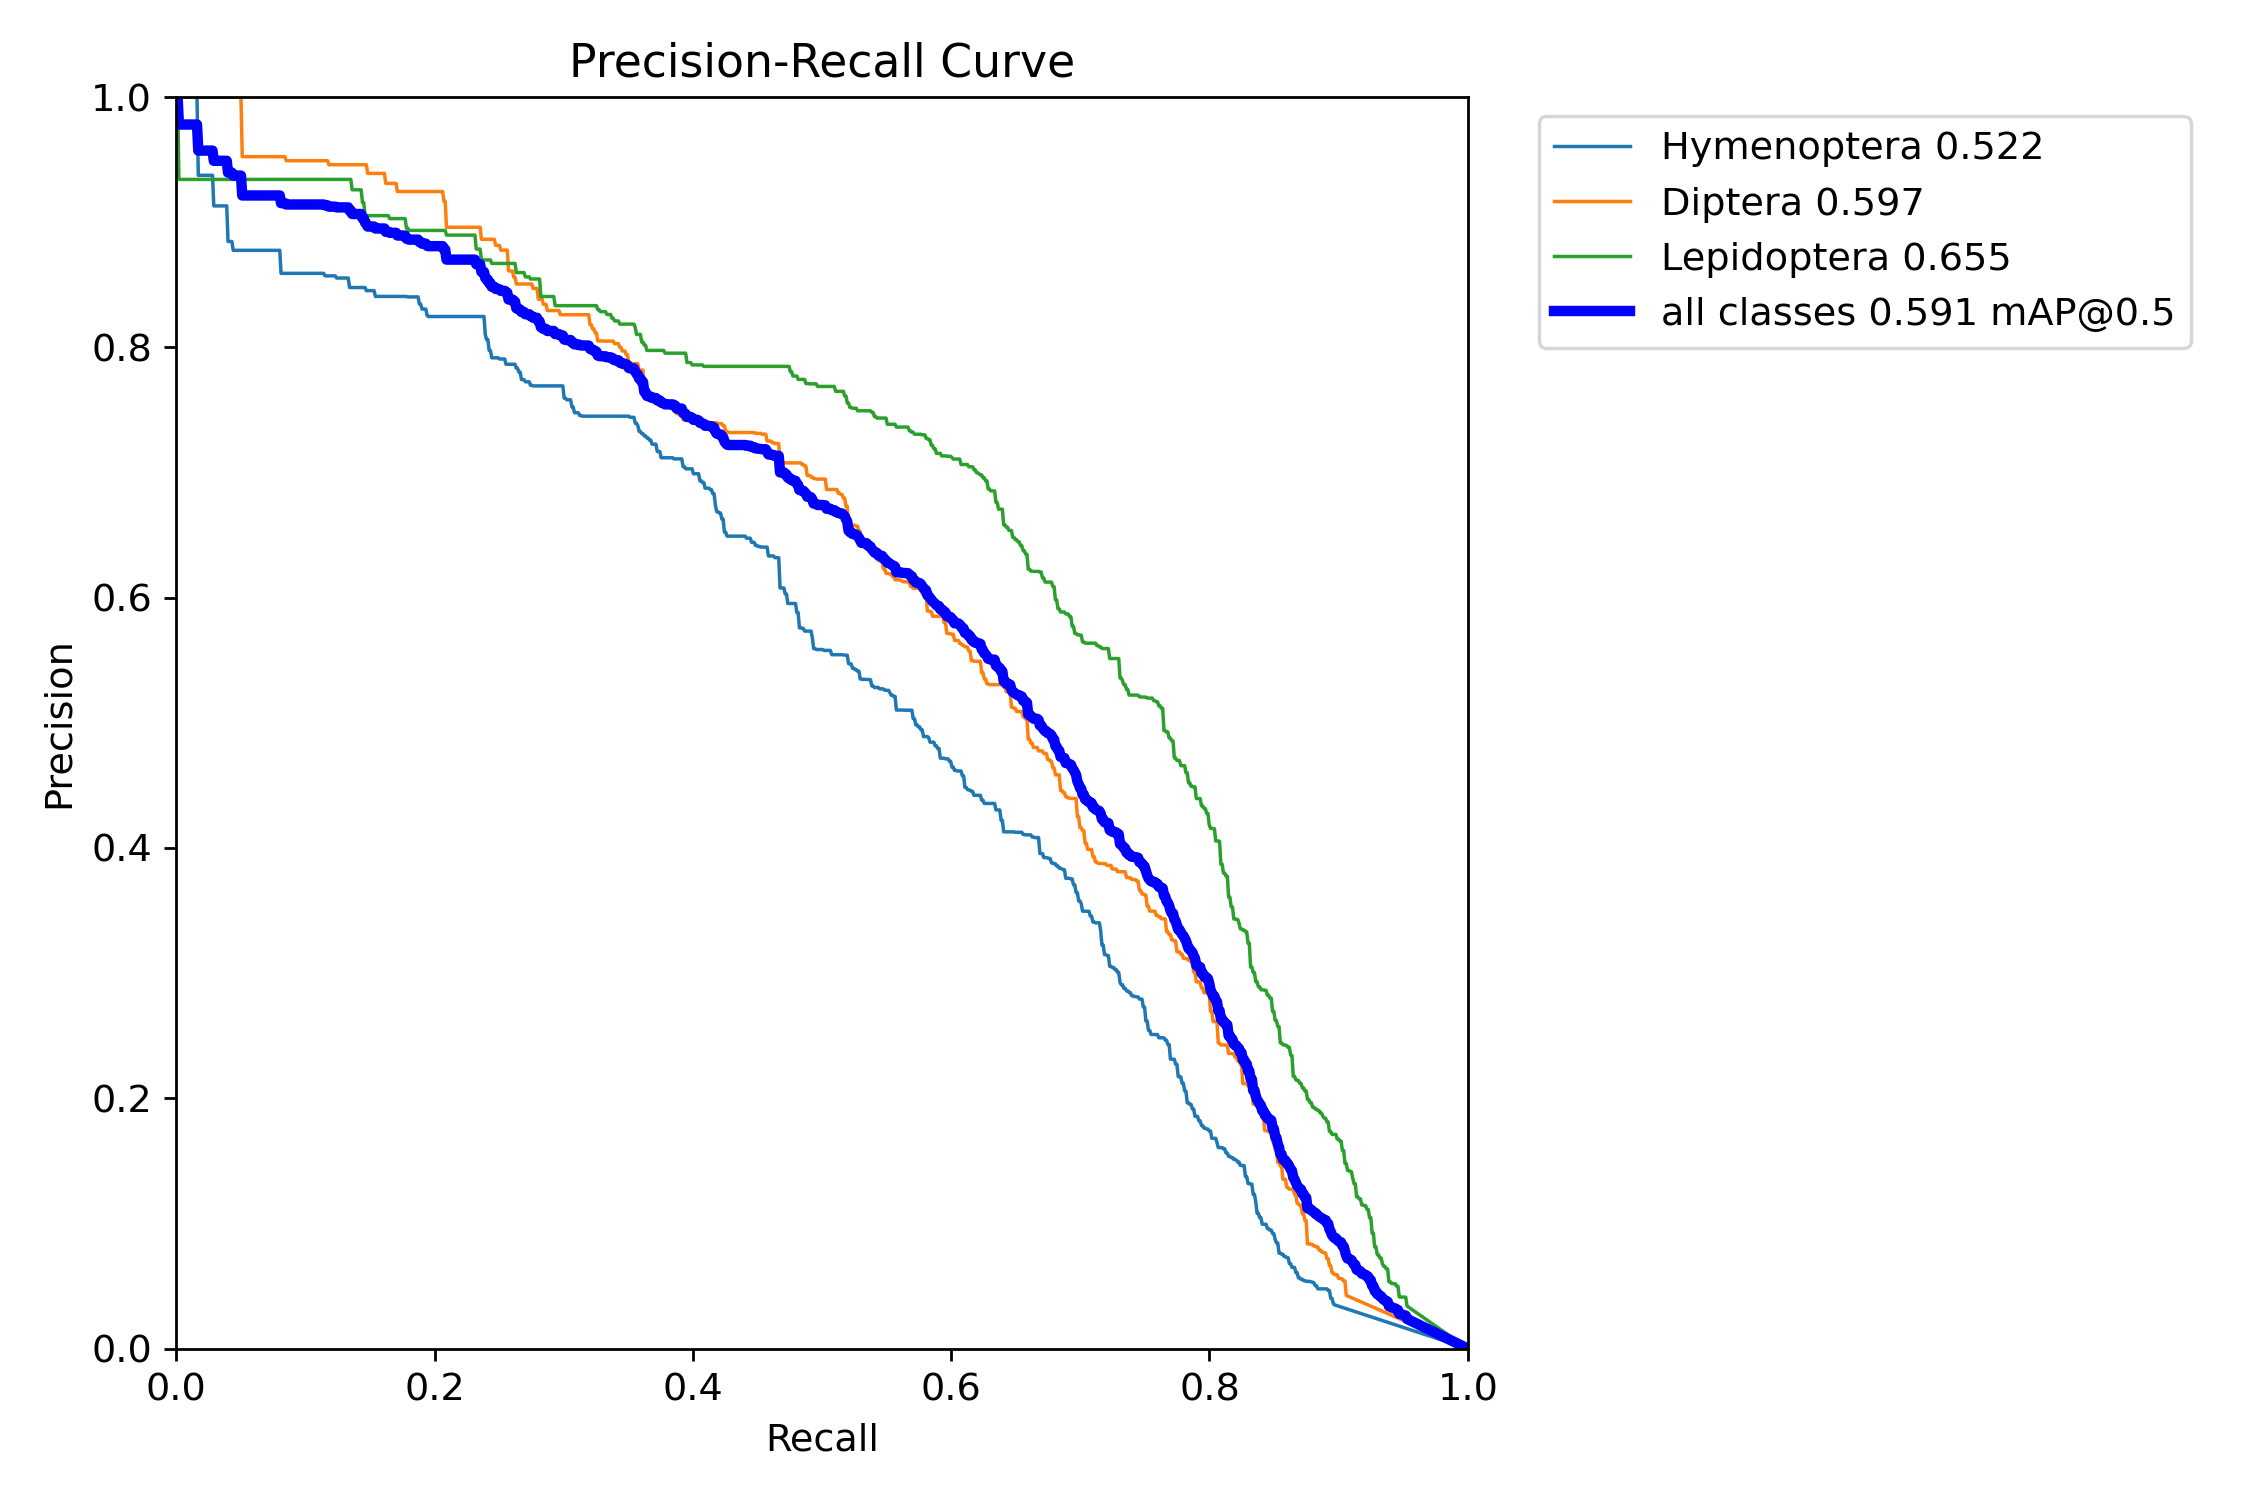 Precision-Recall Curve
1.0
0.8
0.6
0.4
0.2
0.0
Precision
0.0 0.2 0.4 0.6 0.8 1.0
Recall
Hymenoptera 0.522
Diptera 0.597
Lepidoptera 0.655
all classes 0.591 mAP@0.5